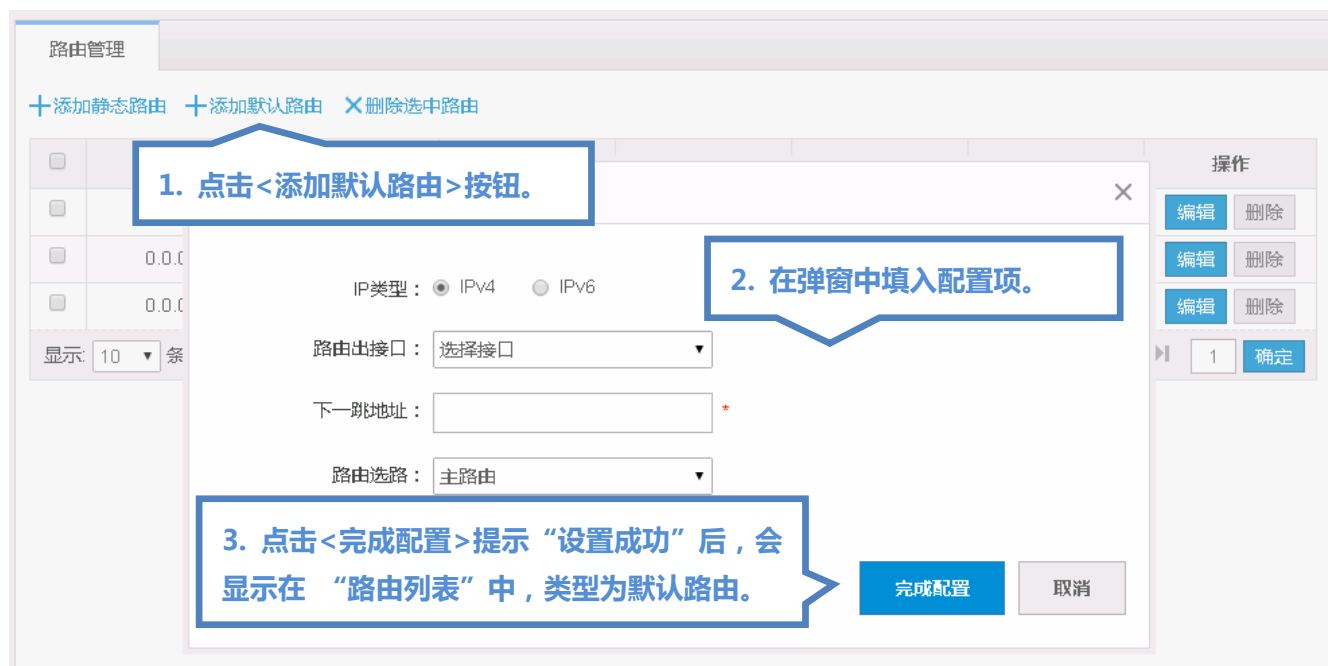 路由管理
添加静态路由 添加默认路由 删除选中路由
操作
1. 点击<添加默认路由>按钮。
编辑 删除
0.0.0
编辑 删除
2. 在弹窗中填入配置项。
IP类型： IPv4 IPv6
0.0.0
编辑 删除
路由出接口： 选择接口
显示: 10 条
1 确定
下一跳地址： *
路由选路： 主路由
3. 点击<完成配置>提示“设置成功”后，会
显示在 “路由列表”中，类型为默认路由。
完成配置 取消